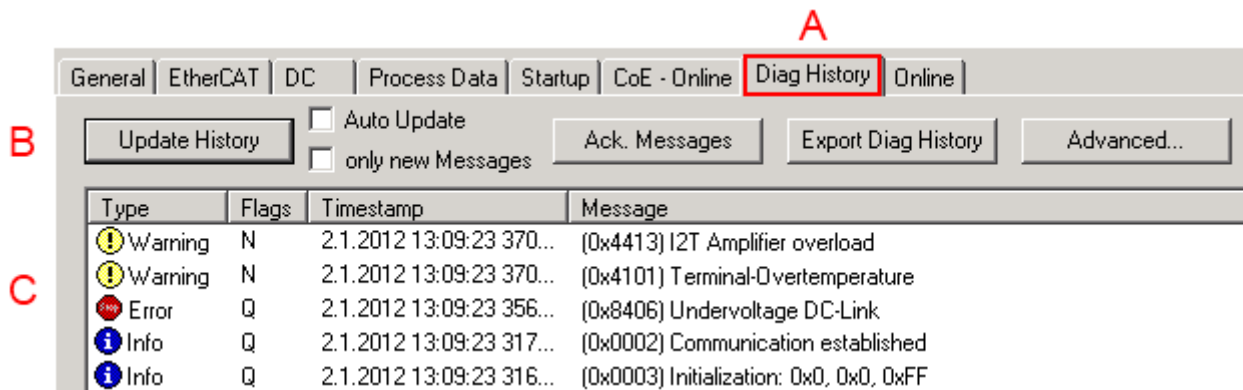 A
General EtherCAT DC Process Data Startup CoE - Online Diag History Online
B
Update History Auto Update Ack. Messages Export Diag History Advanced...
only new Messages
Type Flags Timestamp Message
C
Warning N 2.1.2012 13:09:23 370... (0x4413) I2T Amplifier overload
Warning N 2.1.2012 13:09:23 370... (0x4101) Terminal-Overtemperature
Error Q 2.1.2012 13:09:23 356... (0x8406) Undervoltage DC-Link
Info Q 2.1.2012 13:09:23 317... (0x0002) Communication established
Info Q 2.1.2012 13:09:23 316... (0x0003) Initialization: 0x0, 0x0, 0xFF